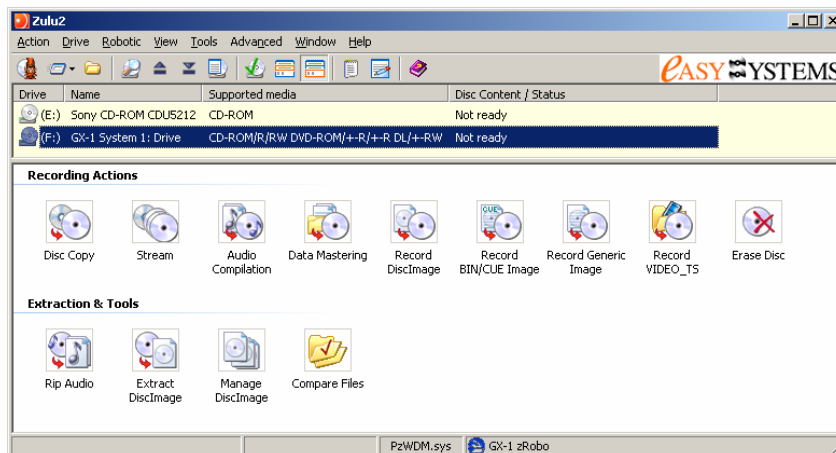 Zulu2
Action Drive Robotic View Tools Advanced Window Help
eASY SYSTEMS
Drive Name Supported media Disc Content / Status
(E:) Sony CD-ROM CDU5212 CD-ROM Not ready
(F:) GX-1 System 1: Drive CD-ROM/R/RW DVD-ROM/+-R/+-R DL/+-RW Not ready
Recording Actions
CUE
Disc Copy Stream Audio Data Mastering Record Record Record Generic Record Erase Disc
Compilation DiscImage BIN/CUE Image Image VIDEO_TS
Extraction & Tools
Rip Audio Extract Manage Compare Files
DiscImage DiscImage
PzWDM.sys GX-1 zRobo